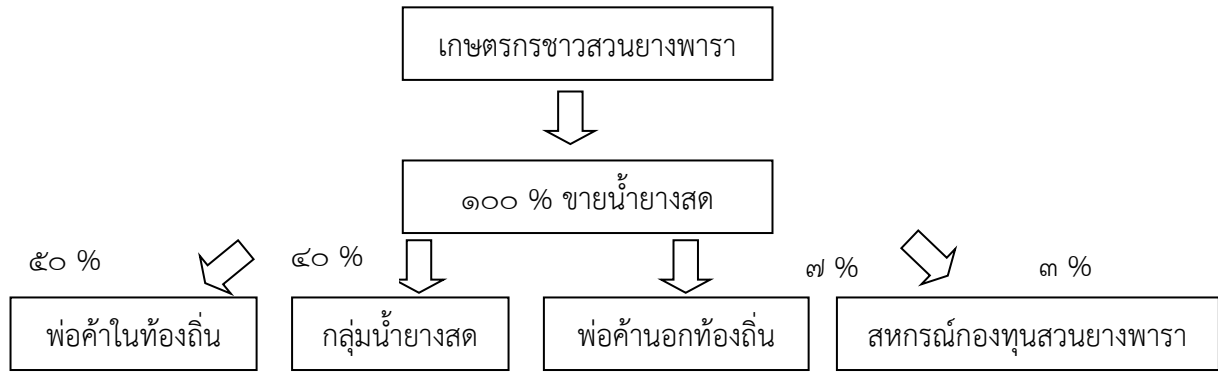 เกษตรกรชาวสวนยางพารา
๑๐๐ % ขายน้ำยางสด
๕๐ %
๔๐ %
๗ %
๓ %
พ่อค้าในท้องถิ่น
กลุ่มน้ำยางสด
พ่อค้านอกท้องถิ่น
สหกรณ์กองทุนสวนยางพารา